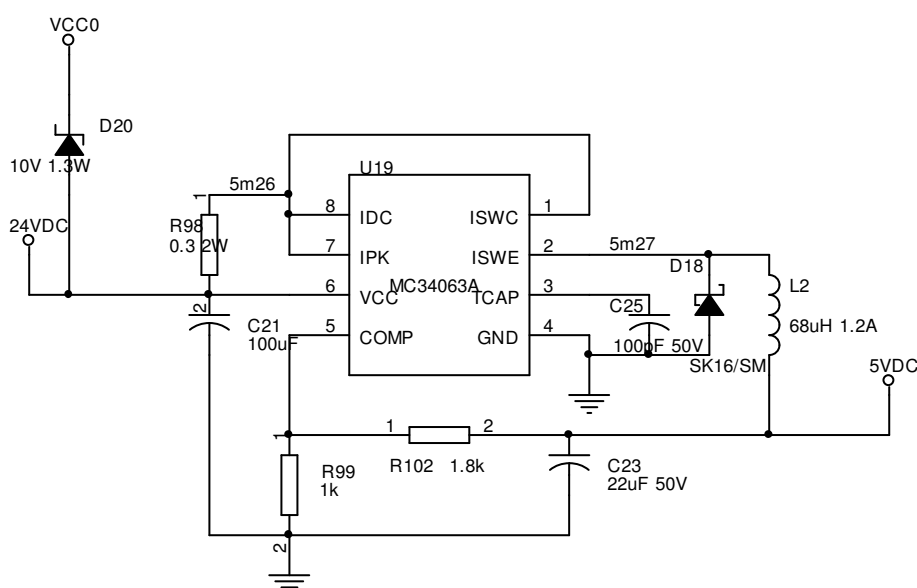 VCC0
D20
10V 1.3W
24VDC
1
5m26
R98
0.3 2W
2
C21
100uF
U19
8 IDC ISWC 1
7 IPK ISWE 2
6 VCC MC34063A TCAP 3
5 COMP GND 4
5m27
D18
C25
100pF 50V
SK16/SM
L2
68uH 1.2A
5VDC
1
1 2
R102 1.8k
R99
1k
2
C23
22uF 50V